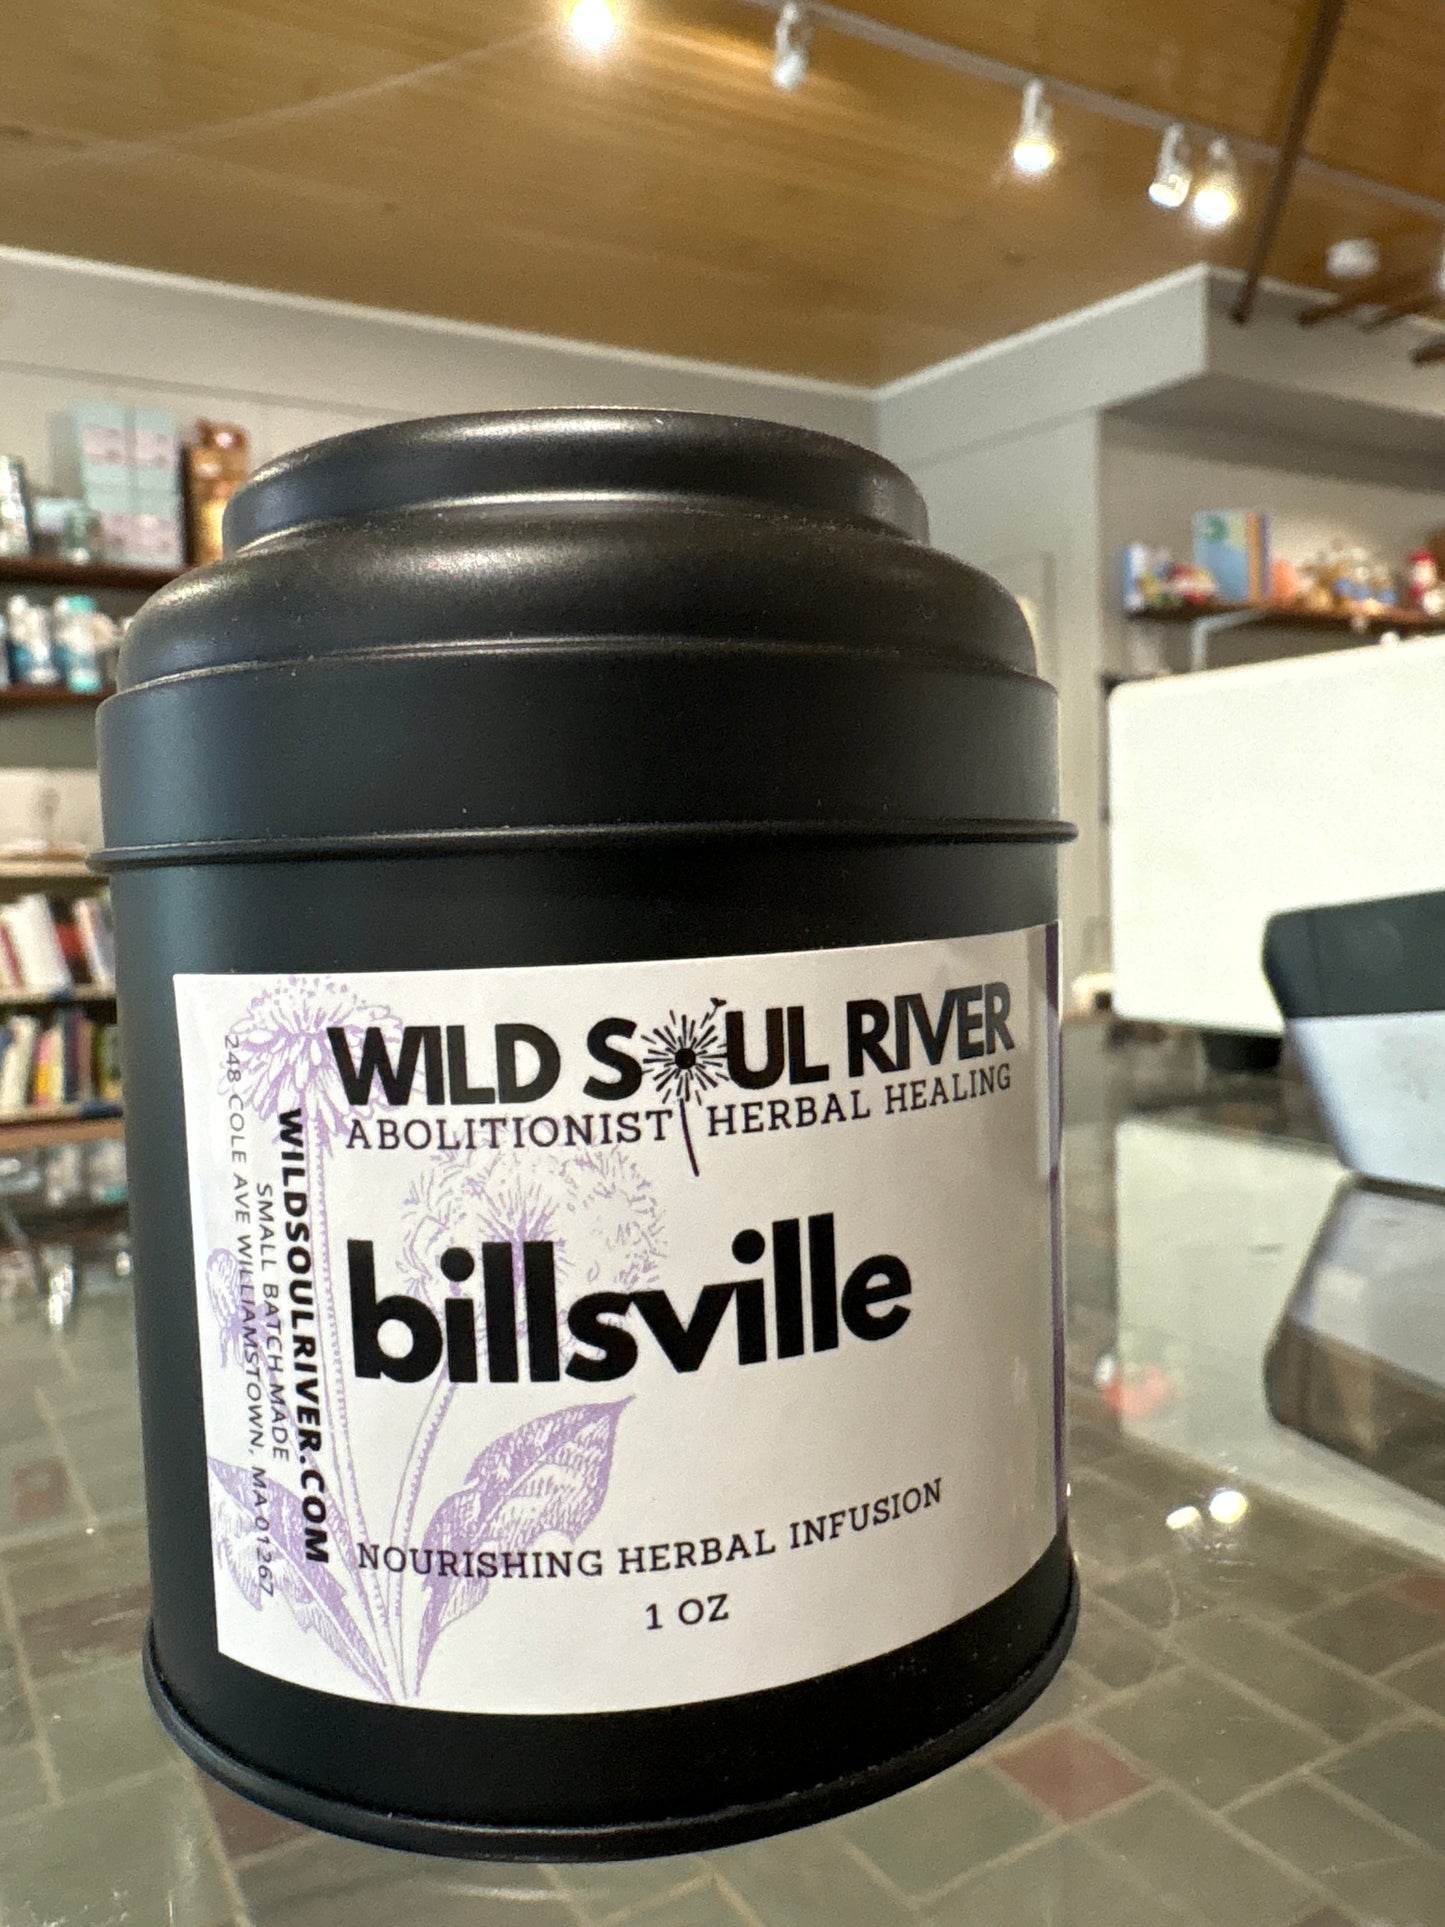 WILD SOUL RIVER
ABOLITIONIST HERBAL HEALING
billsville
NOURISHING HERBAL INFUSION
1 OZ
WILDSOULRIVER.COM
SMALL BATCH MADE
248 COLE AVE WILLIAMSTOWN, MA 01267